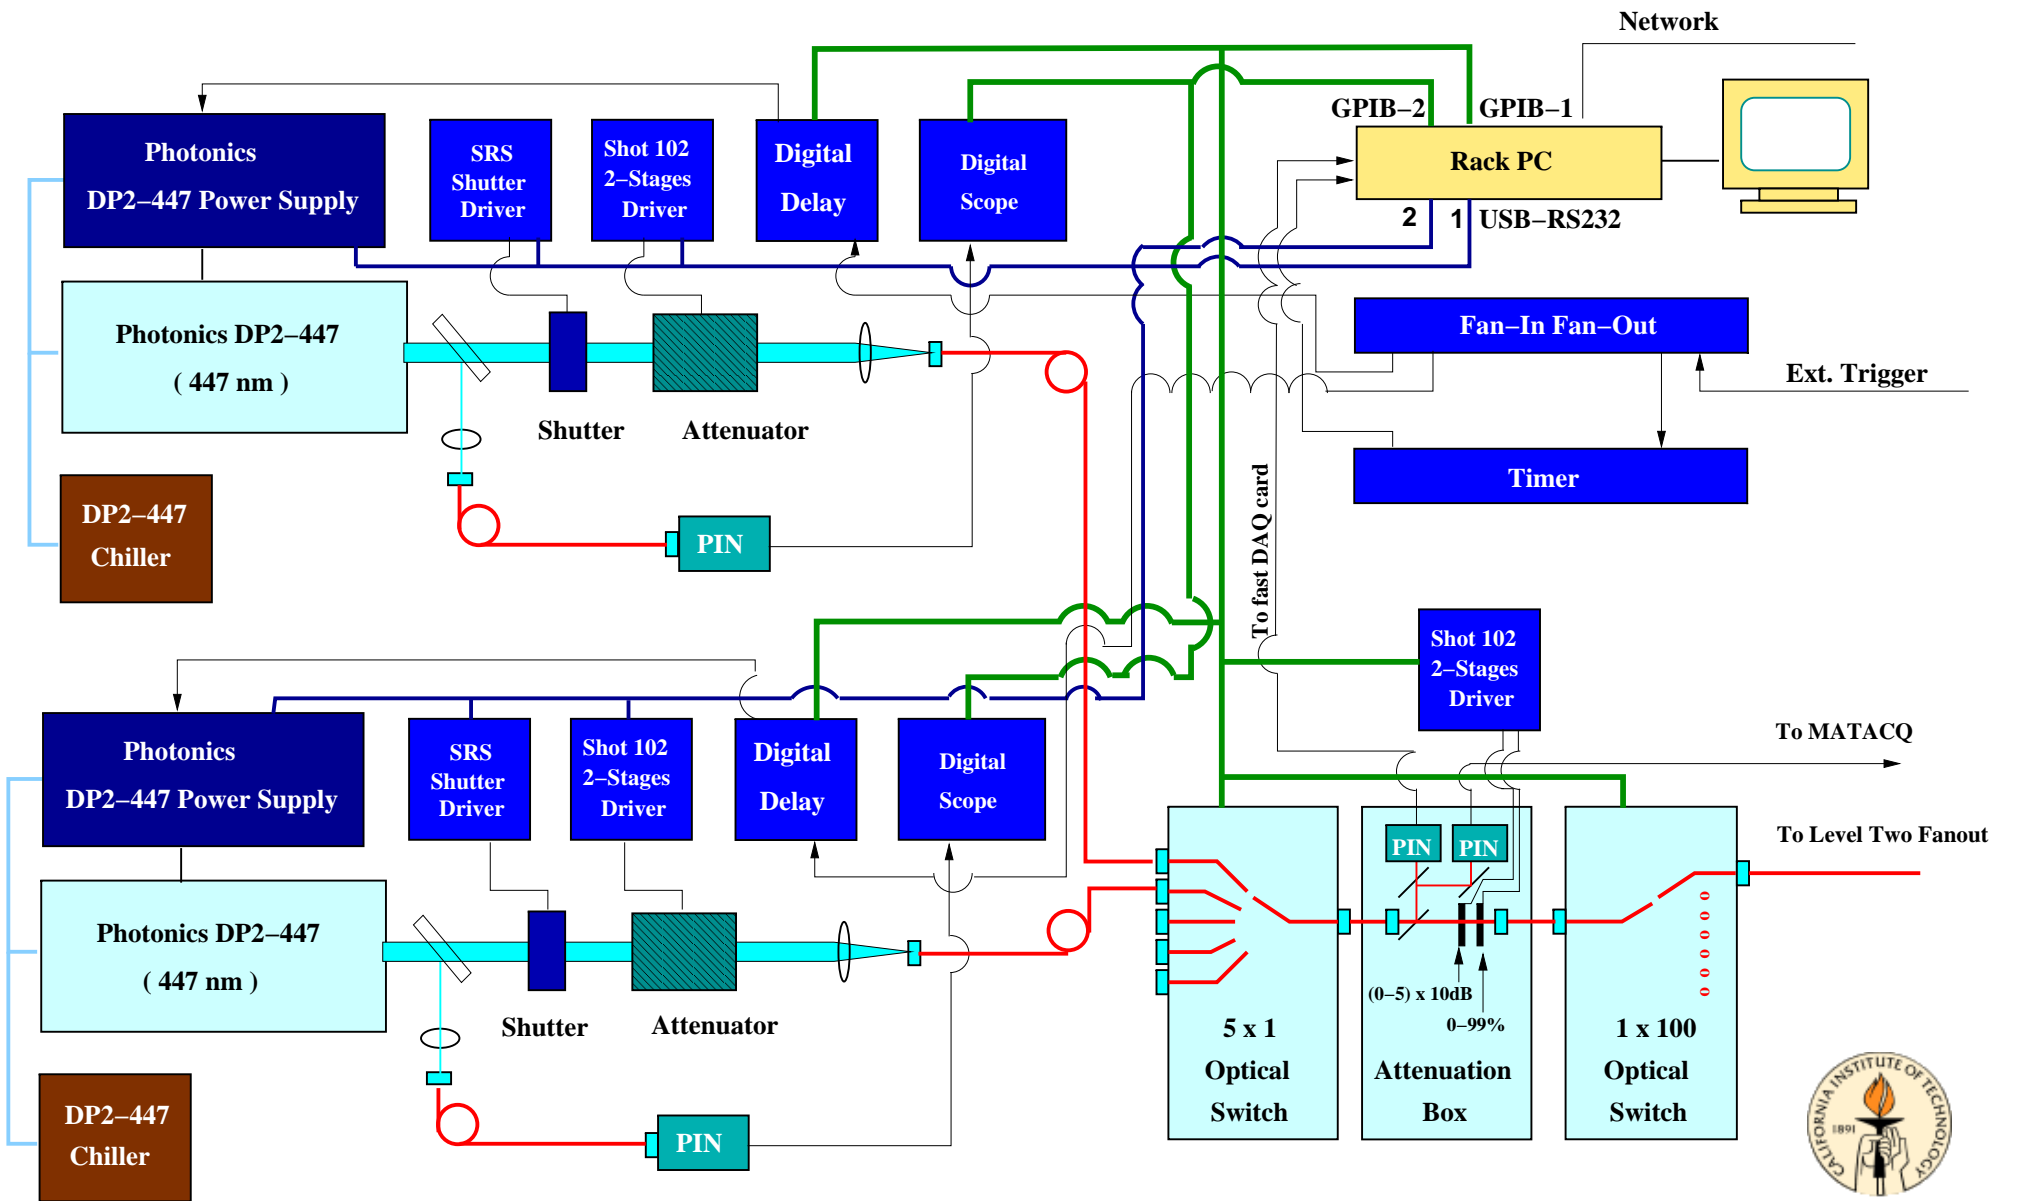 Network
GPIB−2
GPIB−1
Photonics
DP2−447 Power Supply
SRS
Shutter
Driver
Shot 102
2−Stages
Driver
Digital
Delay
Digital
Scope
Rack PC
2
1
USB−RS232
Photonics DP2−447
( 447 nm )
Shutter
Attenuator
Fan−In Fan−Out
Ext. Trigger
Timer
DP2−447
Chiller
PIN
To fast DAQ card
Shot 102
2−Stages
Driver
To MATACQ
Photonics
DP2−447 Power Supply
SRS
Shutter
Driver
Shot 102
2−Stages
Driver
Digital
Delay
Digital
Scope
PIN
PIN
To Level Two Fanout
Photonics DP2−447
( 447 nm )
Shutter
Attenuator
(0−5) x 10dB
0−99%
5 x 1
Optical
Switch
Attenuation
Box
1 x 100
Optical
Switch
DP2−447
Chiller
PIN
CALIFORNIA INSTITUTE OF TECHNOLOGY
1891